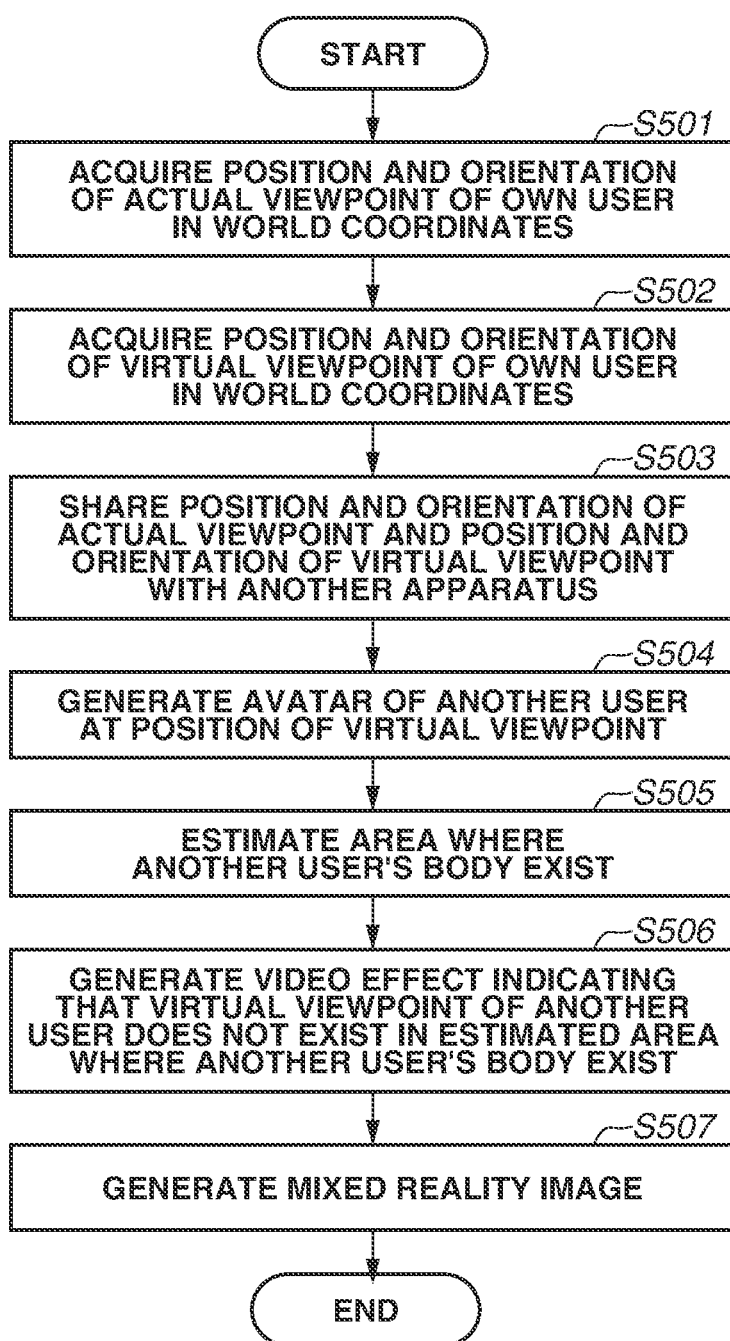 START
S501
ACQUIRE POSITION AND ORIENTATION
OF ACTUAL VIEWPOINT OF OWN USER
IN WORLD COORDINATES
S502
ACQUIRE POSITION AND ORIENTATION
OF VIRTUAL VIEWPOINT OF OWN USER
IN WORLD COORDINATES
S503
SHARE POSITION AND ORIENTATION OF
ACTUAL VIEWPOINT AND POSITION AND
ORIENTATION OF VIRTUAL VIEWPOINT
WITH ANOTHER APPARATUS
S504
GENERATE AVATAR OF ANOTHER USER
AT POSITION OF VIRTUAL VIEWPOINT
S505
ESTIMATE AREA WHERE
ANOTHER USER'S BODY EXIST
S506
GENERATE VIDEO EFFECT INDICATING
THAT VIRTUAL VIEWPOINT OF ANOTHER
USER DOES NOT EXIST IN ESTIMATED AREA
WHERE ANOTHER USER'S BODY EXIST
S507
GENERATE MIXED REALITY IMAGE
END